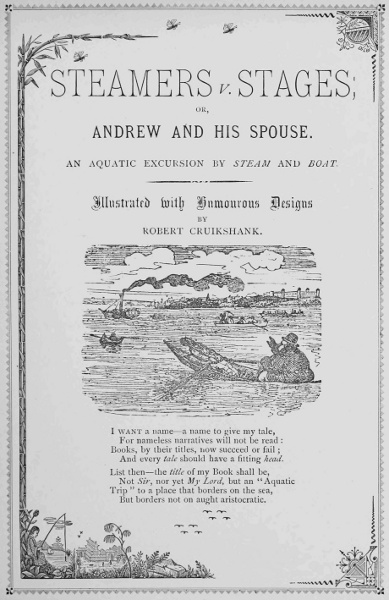 STEAMERS v. STAGES;
OR,
ANDREW AND HIS SPOUSE.
AN AQUATIC EXCURSION BY STEAM AND BOAT.
Illustrated with Humourous Designs
BY
ROBERT CRUIKSHANK.
I WANT a name—a name to give my tale,
For nameless narratives will not be read:
Books, by their titles, now succeed or fail;
And every tale should have a fitting head.
List then—the title of my Book shall be,
Not Sir, nor yet My Lord, but an "Aquatic
Trip" to a place that borders on the sea,
But borders not on aught aristocratic.